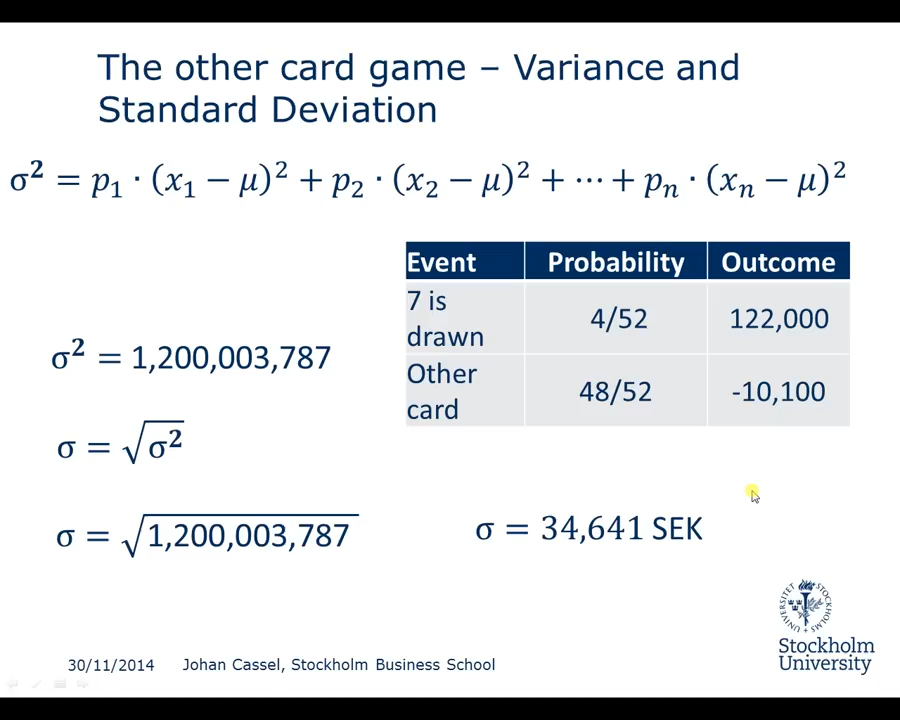 The other card game – Variance and
Standard Deviation
σ² = p₁ · (x₁ − μ)² + p₂ · (x₂ − μ)² + ⋯ + pₙ · (xₙ − μ)²
Event Probability Outcome
7 is drawn 4/52 122,000
Other card 48/52 -10,100
σ² = 1,200,003,787
σ = √σ²
σ = √1,200,003,787
σ = 34,641 SEK
30/11/2014 Johan Cassel, Stockholm Business School
Stockholm
University